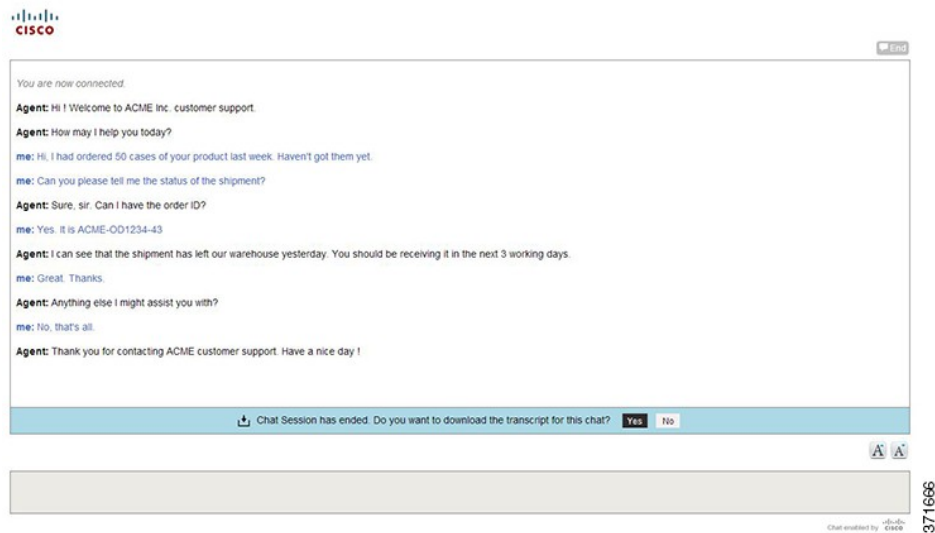 CISCO
End
You are now connected.
Agent: Hi ! Welcome to ACME Inc. customer support.
Agent: How may I help you today?
me: Hi, I had ordered 50 cases of your product last week. Haven't got them yet.
me: Can you please tell me the status of the shipment?
Agent: Sure, sir. Can I have the order ID?
me: Yes. It is ACME-OD1234-43
Agent: I can see that the shipment has left our warehouse yesterday. You should be receiving it in the next 3 working days.
me: Great. Thanks.
Agent: Anything else I might assist you with?
me: No, that's all.
Agent: Thank you for contacting ACME customer support. Have a nice day !
Chat Session has ended. Do you want to download the transcript for this chat? Yes No
A A
Chat enabled by CISCO
371666